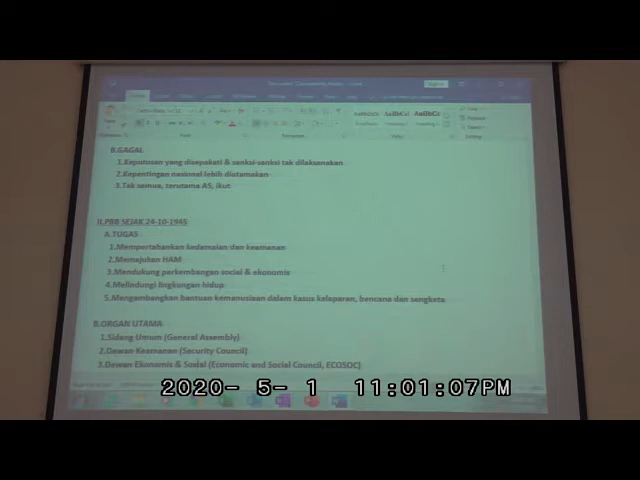 B.GAGAL
1.Keputusan yang disepakati & sanksi-sanksi tak dilaksanakan
2.Kepentingan nasional lebih diutamakan
3.Tak semua, terutama AS, ikut
II.PBB SEJAK 24-10-1945
A.TUGAS
1.Mempertahankan kedamaian dan keamanan
2.Memajukan HAM
3.Mendukung perkembangan social & ekonomis
4.Melindungi lingkungan hidup
5.Mengambangkan bantuan kemanusiaan dalam kasus kelaparan, bencana dan sengketa
B.ORGAN UTAMA
1.Sidang Umum (General Assembly)
2.Dewan Keamanan (Security Council)
3.Dewan Ekonomis & Sosial (Economic and Social Council, ECOSOC)
2020- 5- 1 11:01:07PM